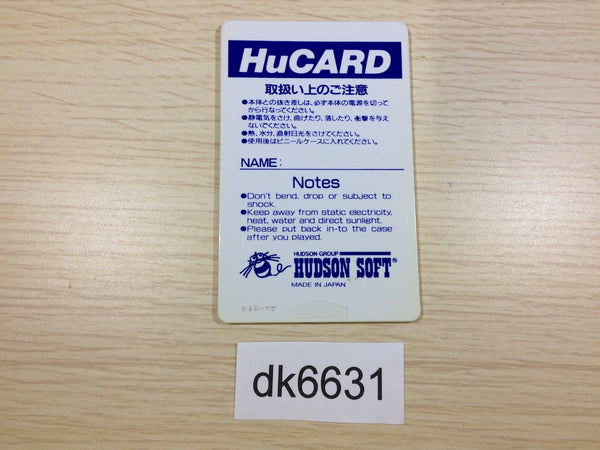 HuCARD
取扱い上のご注意
●本体との抜き差しは、必ず本体の電源を切って
から行なってください。
●静電気をさけ、曲げたり、落したり、衝撃を与え
ないでください。
●熱、水分、直射日光をさけてください。
●使用後はビニールケースに入れてください。
NAME:
Notes
●Don't bend, drop or subject to
shock.
●Keep away from static electricity,
heat, water and direct sunlight.
●Please put back in-to the case
after you played.
HUDSON GROUP
HUDSON SOFT®
MADE IN JAPAN
dk6631